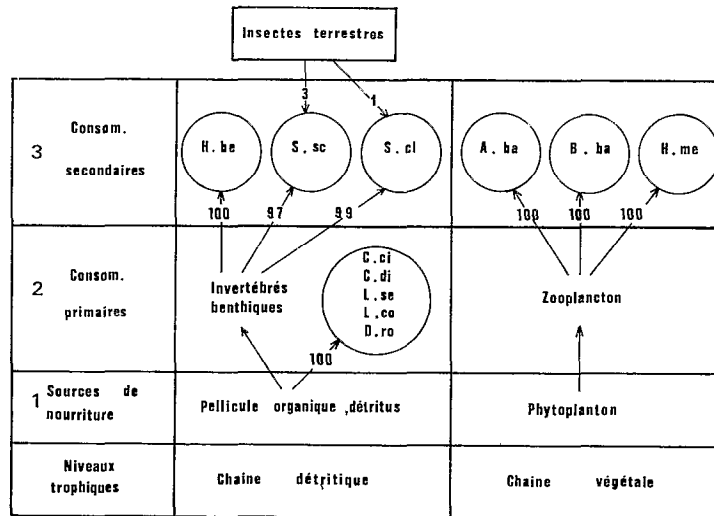 Insectes terrestres
3
1
3
Consom.
secondaires
H.be
S.sc
S.cl
A.ba
B.ba
H.me
100
97
99
100
100
100
2
Consom.
primaires
Invertébrés
benthiques
C.ci
C.di
L.se
L.co
D.ro
Zooplancton
100
1
Sources de
nourriture
Pellicule organique ,détritus
Phytoplanton
Niveaux
trophiques
Chaine détritique
Chaine végétale